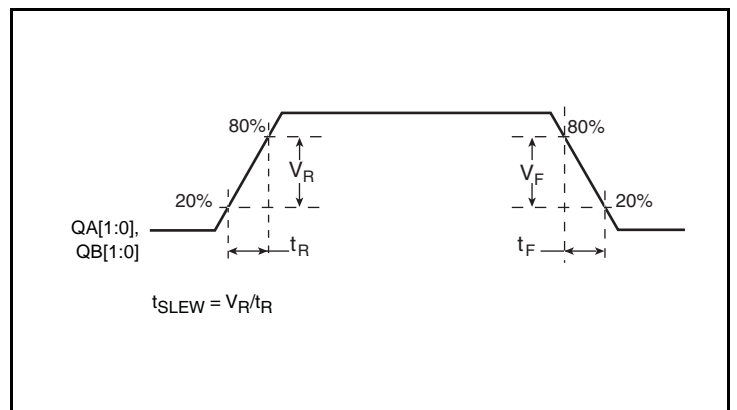 80%
80%
V_R
V_F
20%
20%
QA[1:0],
QB[1:0]
t_R
t_F
t_SLEW = V_R/t_R